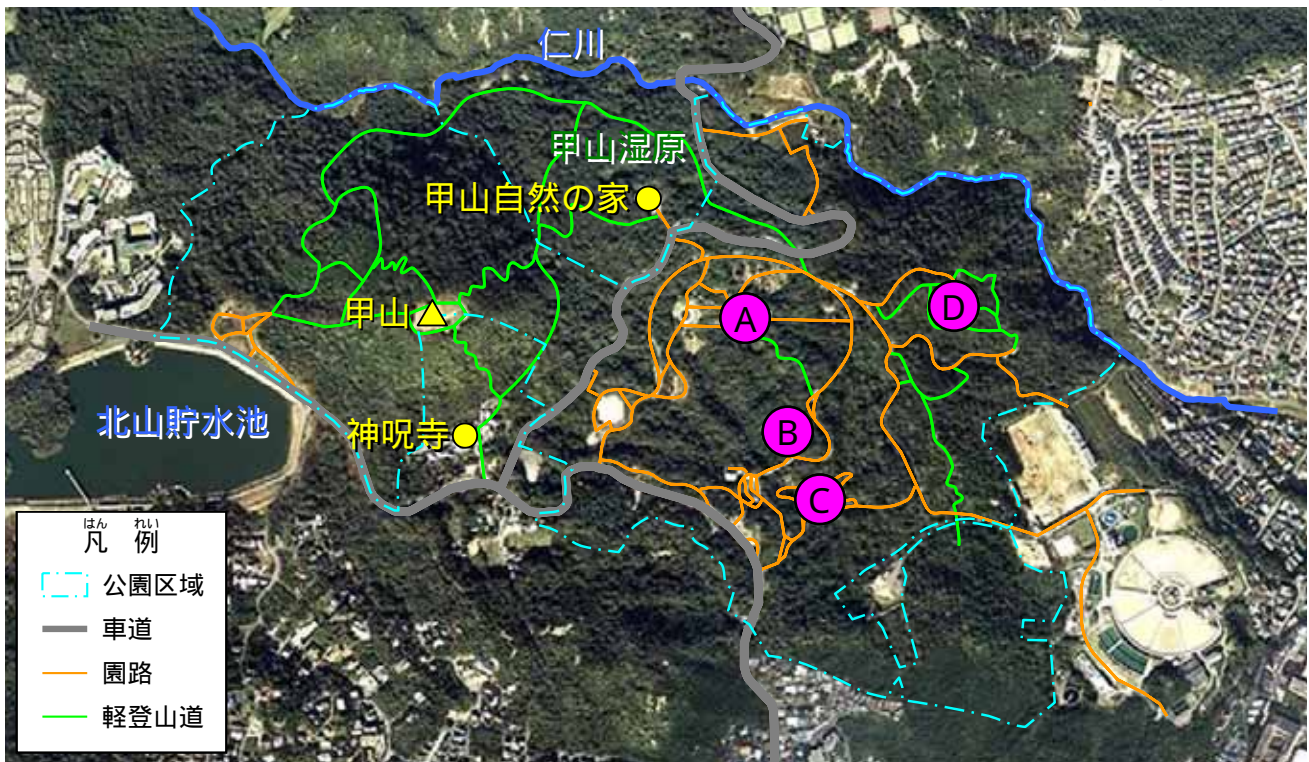 仁川
甲山湿原
甲山自然の家
甲山
神呪寺
北山貯水池
A
B
C
D
はん れい
凡 例
公園区域
車道
園路
軽登山道